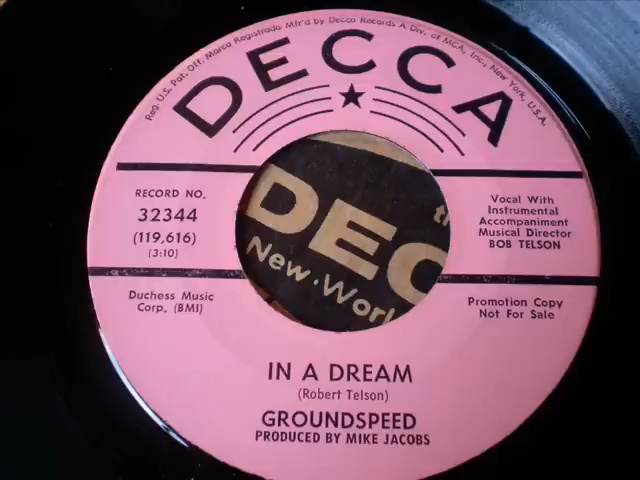 Reg. U.S. Pat. Off. Marca Registrada Mfr'd by Decca Records A Div. of MCA, Inc., New York, U.S.A.
DECCA
RECORD NO.
32344
(119,616)
(3:10)
Vocal With
Instrumental
Accompaniment
Musical Director
BOB TELSON
Duchess Music
Corp. (BMI)
Promotion Copy
Not For Sale
th
DEC
New·Worl
IN A DREAM
(Robert Telson)
GROUNDSPEED
PRODUCED BY MIKE JACOBS